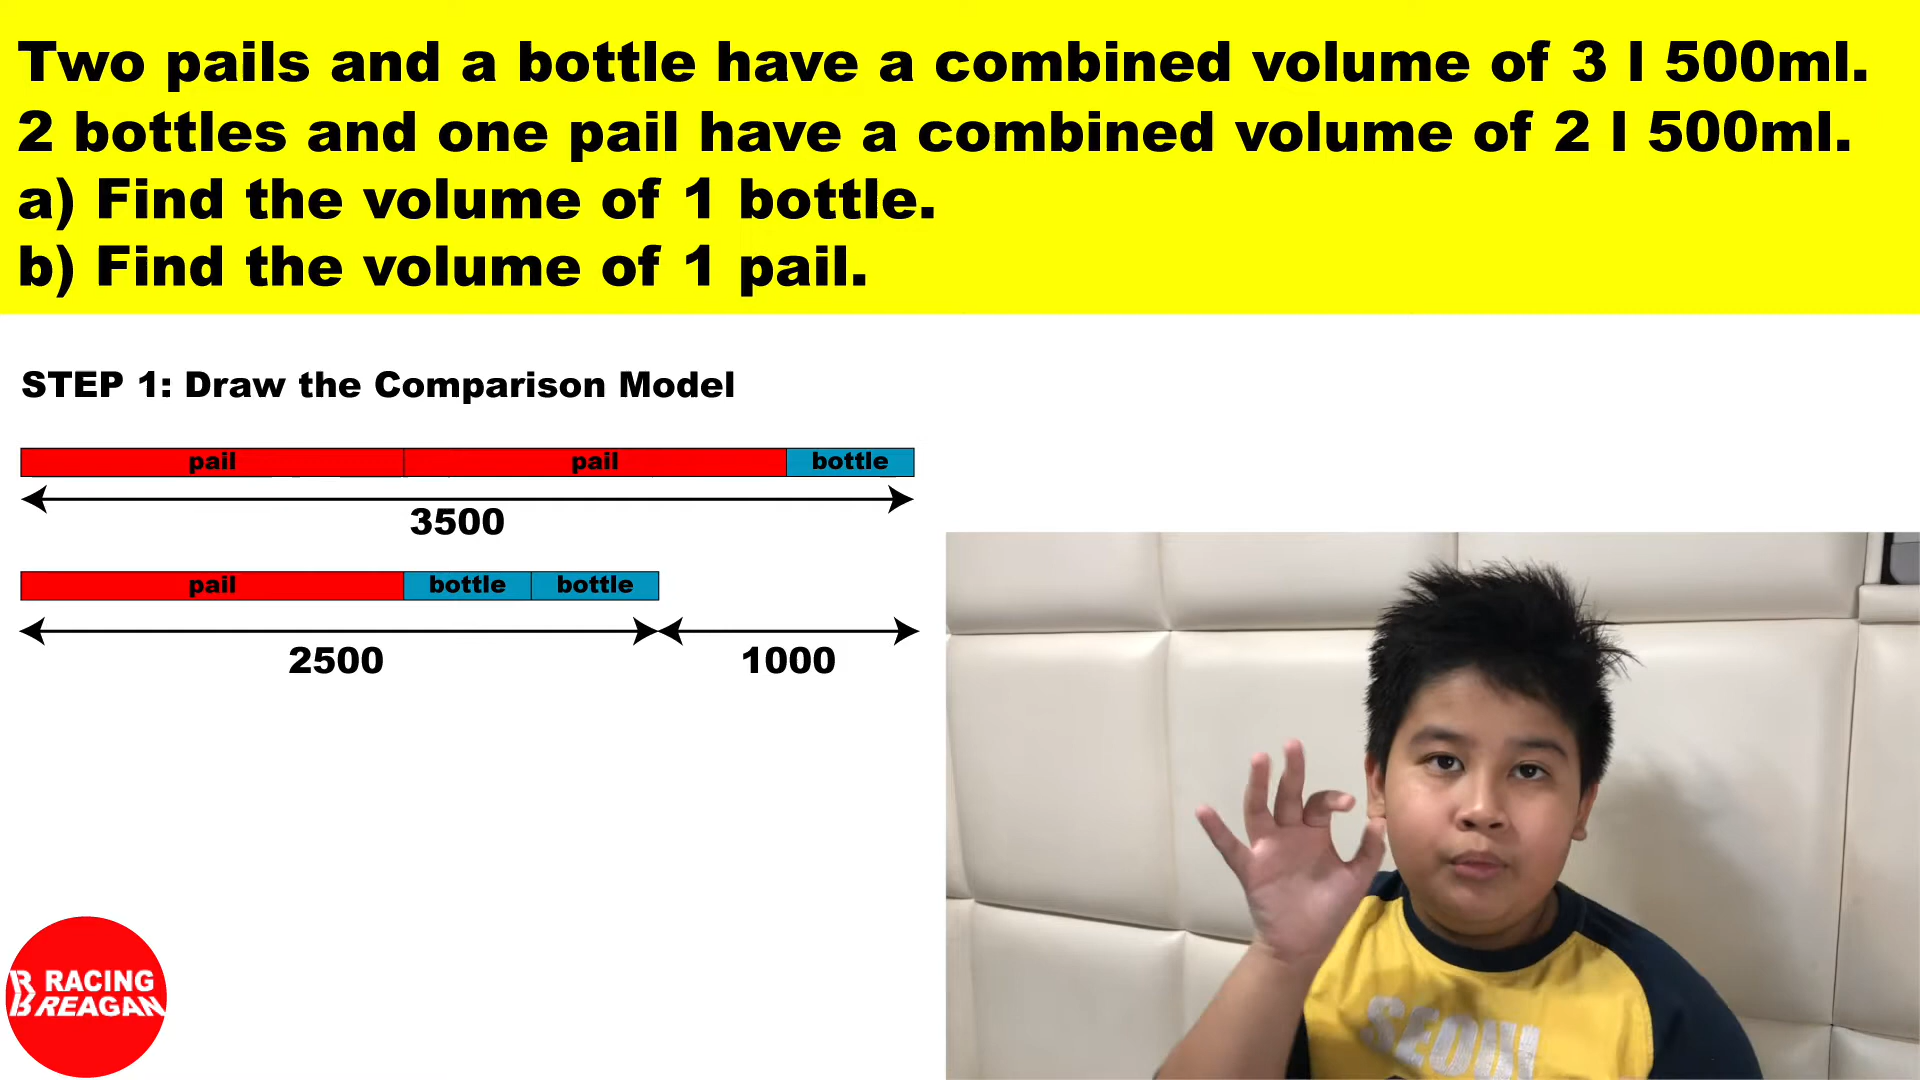 Two pails and a bottle have a combined volume of 3 l 500ml.
2 bottles and one pail have a combined volume of 2 l 500ml.
a) Find the volume of 1 bottle.
b) Find the volume of 1 pail.
STEP 1: Draw the Comparison Model
pail pail bottle
3500
pail bottle bottle
2500 1000
RACING
REAGAN
SEOUL